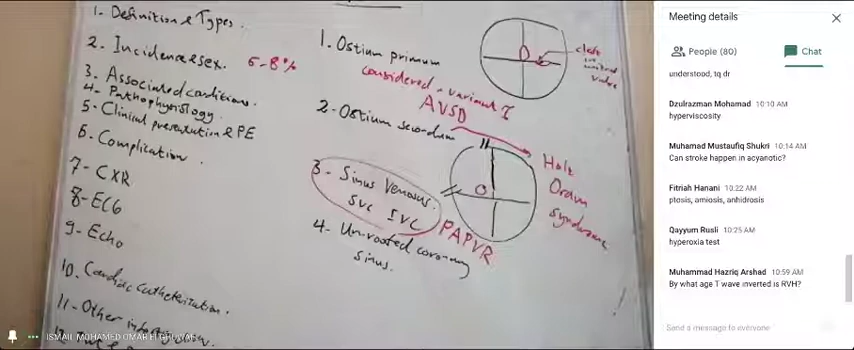 1. Definition & Types.
2. Incidence & sex. 6-8%
3. Associated conditions.
4- Pathophysiology.
5- Clinical presentation & PE
6. Complication.
7- CXR
8- ECG
9- Echo
10. Cardiac catheterization.
11- Other
1. Ostium primum
considered a variant
AVSD
2- Ostium secundum
3- Sinus Venosus.
SVC IVC
PAPVR
4- Un-rooted coronary
sinus.
cleft
valve
Holt
Oram
syndrome
ISMAIL MOHAMED OMAR
Meeting details
People (80)
Chat
understood, tq dr
Dzulrazman Mohamad 10:10 AM
hyperviscosity
Muhamad Mustaufiq Shukri 10:14 AM
Can stroke happen in acyanotic?
Fitriah Hanani 10:22 AM
ptosis, amiosis, anhidrosis
Qayyum Rusli 10:25 AM
hyperoxia test
Muhammad Hazriq Arshad 10:59 AM
By what age T wave inverted is RVH?
Send a message to everyone